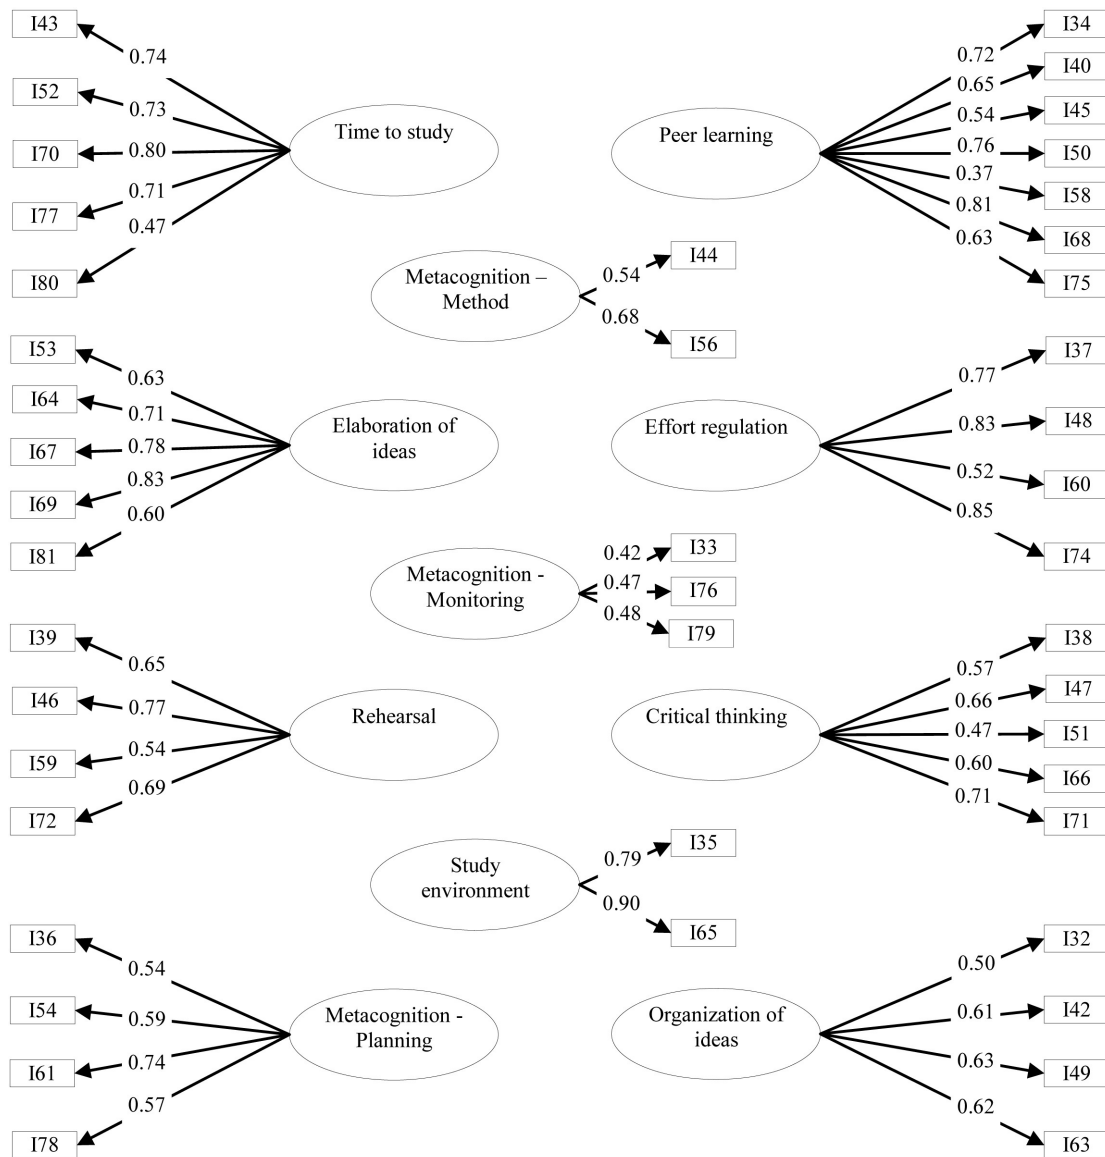 I43
0.74
I52
0.73
I70
0.80
I77
0.71
0.47
I80
Time to study
Peer learning
I34
0.72
I40
0.65
I45
0.54
I50
0.76
I58
0.37
I68
0.81
I75
0.63
Metacognition –
Method
I44
0.54
I56
0.68
I53
0.63
I64
0.71
I67
0.78
I69
0.83
I81
0.60
Elaboration of
ideas
Effort regulation
I37
0.77
I48
0.83
I60
0.52
I74
0.85
Metacognition -
Monitoring
I33
0.42
I76
0.47
I79
0.48
I39
0.65
I46
0.77
I59
0.54
I72
0.69
Rehearsal
Critical thinking
I38
0.57
I47
0.66
I51
0.47
I66
0.60
I71
0.71
Study
environment
I35
0.79
I65
0.90
I36
0.54
I54
0.59
I61
0.74
I78
0.57
Metacognition -
Planning
Organization of
ideas
I32
0.50
I42
0.61
I49
0.63
I63
0.62